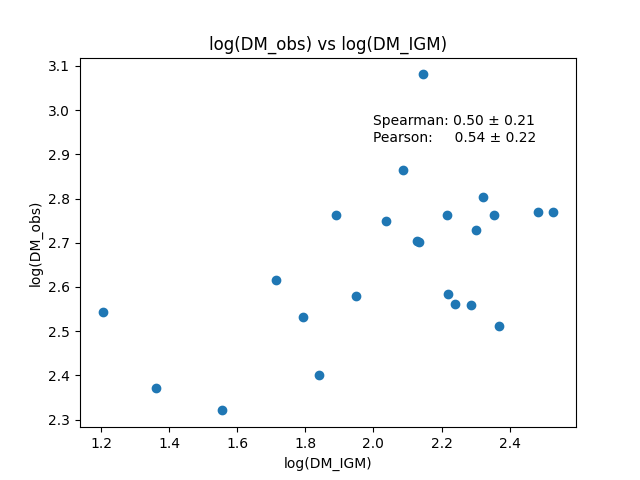 log(DM_obs) vs log(DM_IGM)
3.1
3.0
2.9
2.8
2.7
2.6
2.5
2.4
2.3
log(DM_obs)
Spearman: 0.50 ± 0.21
Pearson: 0.54 ± 0.22
1.2 1.4 1.6 1.8 2.0 2.2 2.4
log(DM_IGM)